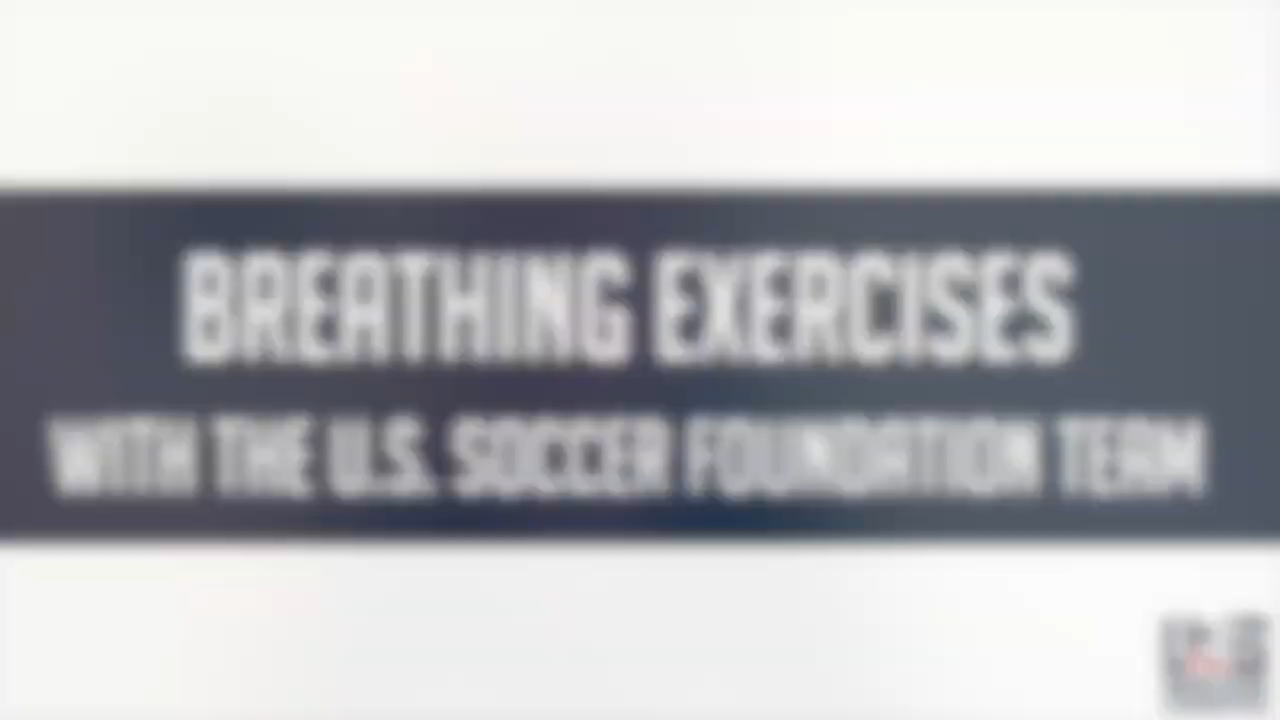 BREATHING EXERCISES
WITH THE U.S. SOCCER FOUNDATION TEAM